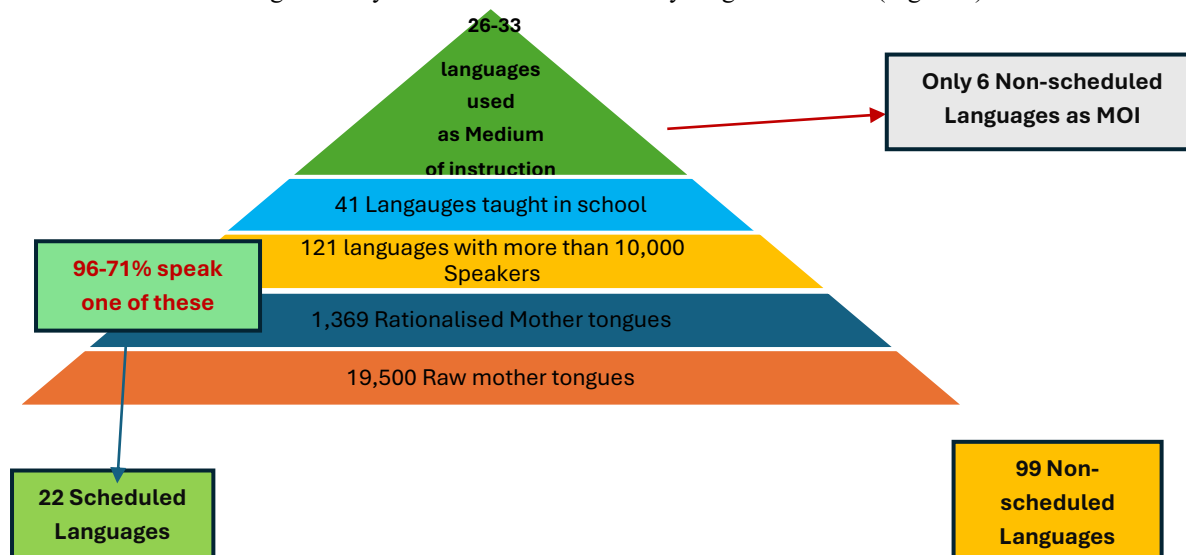 26-33
languages
used
as Medium
of instruction
Only 6 Non-scheduled
Languages as MOI
41 Langauges taught in school
121 languages with more than 10,000
Speakers
96-71% speak
one of these
1,369 Rationalised Mother tongues
19,500 Raw mother tongues
22 Scheduled
Languages
99 Non-
scheduled
Languages